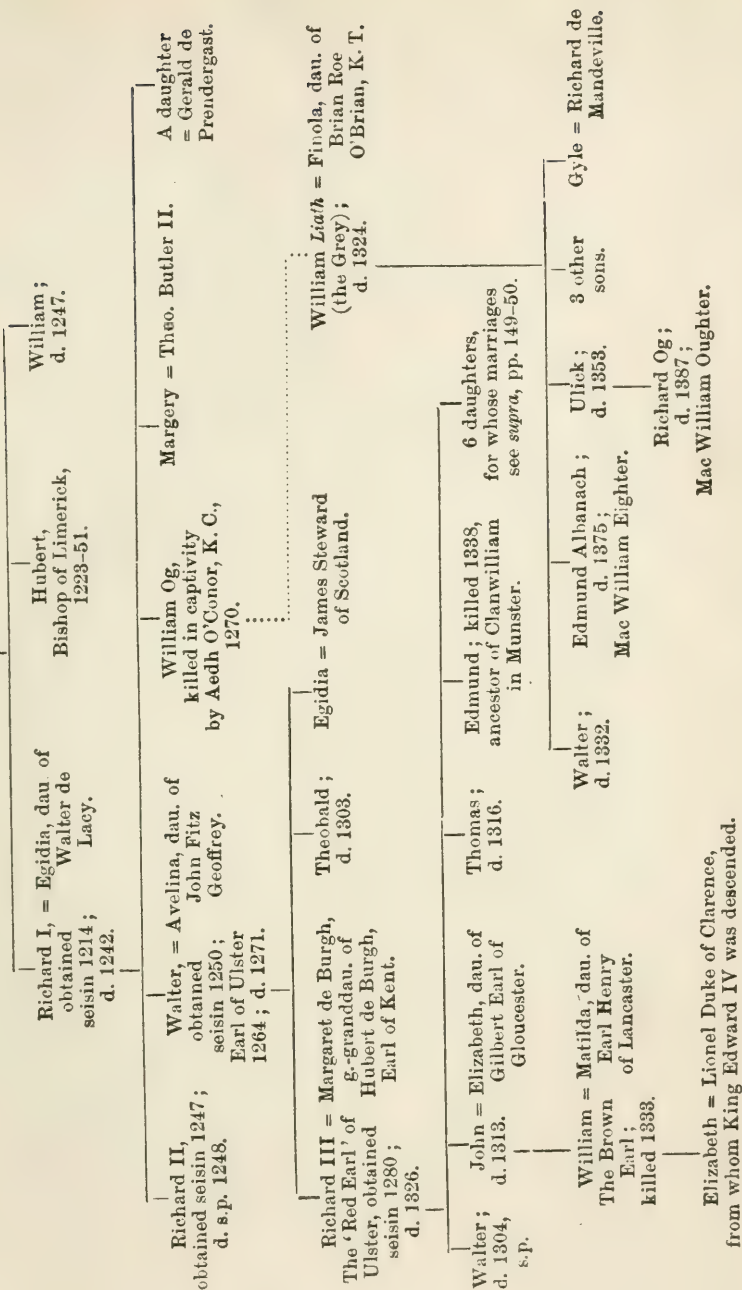 Richard I, = Egidia, dau. of
obtained Walter de
seisin 1214 ; Lacy.
d. 1242.
Hubert,
Bishop of Limerick,
1223–51.
William ;
d. 1247.
Richard II,
obtained seisin 1247 ;
d. s.p. 1248.
Walter, = Avelina, dau. of
obtained John Fitz
seisin 1250 ; Geoffrey.
Earl of Ulster
1264 ; d. 1271.
William Og,
killed in captivity
by Aedh O'Conor, K. C.,
1270.
Margery = Theo. Butler II.
A daughter
= Gerald de
Prendergast.
Richard III = Margaret de Burgh,
The ‘Red Earl’ of g.-granddau. of
Ulster, obtained Hubert de Burgh,
seisin 1280 ; Earl of Kent.
d. 1326.
Theobald ;
d. 1303.
Egidia = James Steward
of Scotland.
William Liath = Finola, dau. of
(the Grey) ; Brian Roe
d. 1324. O'Brian, K. T.
Walter ;
d. 1304,
s.p.
John = Elizabeth, dau. of
d. 1313. Gilbert Earl of
Gloucester.
Thomas ;
d. 1316.
Edmund ; killed 1338,
ancestor of Clanwilliam
in Munster.
6 daughters,
for whose marriages
see supra, pp. 149–50.
William = Matilda, dau. of
The Brown Earl Henry
Earl ; of Lancaster.
killed 1333.
Walter ;
d. 1332.
Edmund Albanach ;
d. 1375 ;
Mac William Eighter.
Ulick ;
d. 1353.
3 other
sons.
Gyle = Richard de
Mandeville.
Elizabeth = Lionel Duke of Clarence,
from whom King Edward IV was descended.
Richard Og ;
d. 1387 ;
Mac William Oughter.